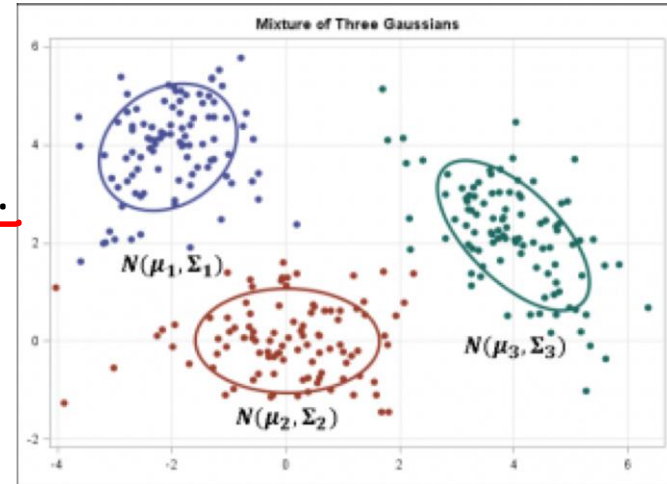 Mixture of Three Gaussians
6
4
2
0
-2
-4 -2 0 2 4 6
N(μ₁, Σ₁)
N(μ₂, Σ₂)
N(μ₃, Σ₃)
.